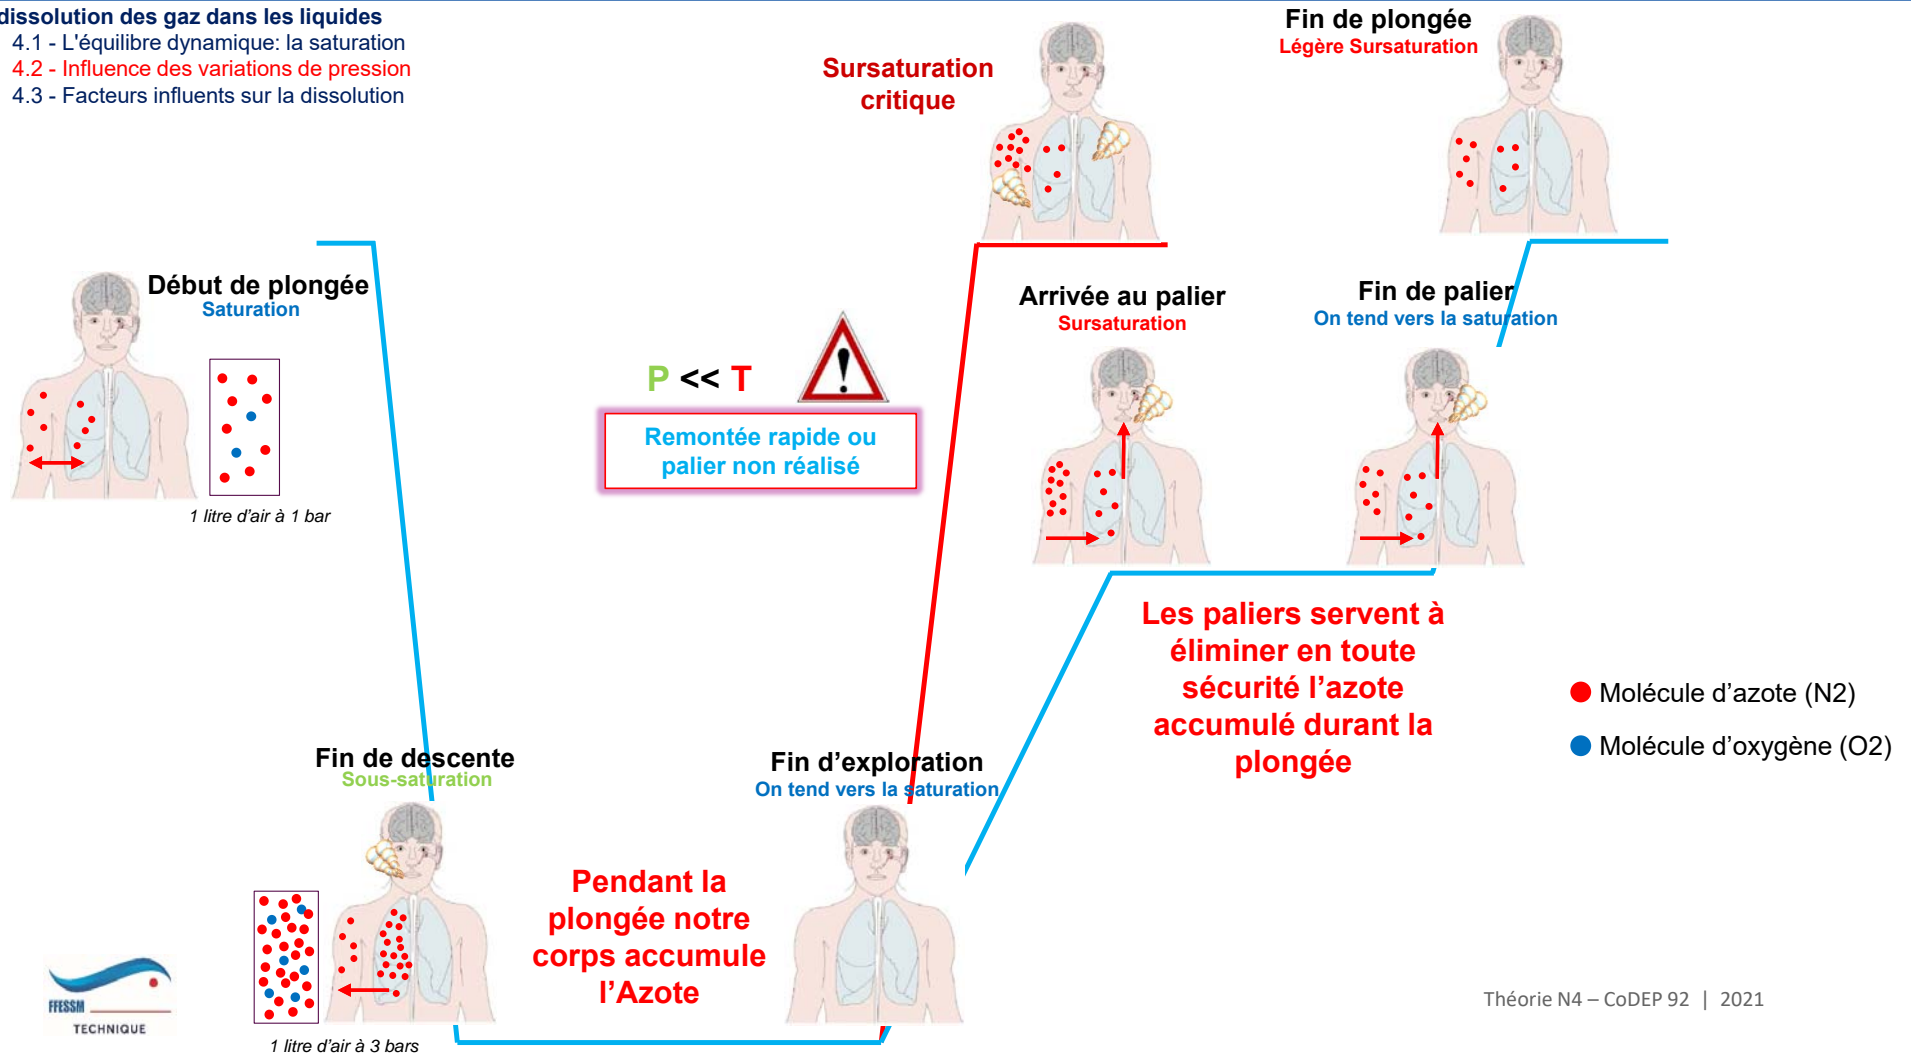 dissolution des gaz dans les liquides
4.1 - L'équilibre dynamique: la saturation
4.2 - Influence des variations de pression
4.3 - Facteurs influents sur la dissolution
Sursaturation
critique
Fin de plongée
Légère Sursaturation
Début de plongée
Saturation
1 litre d'air à 1 bar
P << T
!
Remontée rapide ou
palier non réalisé
Arrivée au palier
Sursaturation
Fin de palier
On tend vers la saturation
Les paliers servent à
éliminer en toute
sécurité l'azote
accumulé durant la
plongée
Molécule d'azote (N2)
Molécule d'oxygène (O2)
Fin de descente
Sous-saturation
1 litre d'air à 3 bars
Pendant la
plongée notre
corps accumule
l'Azote
Fin d'exploration
On tend vers la saturation
FFESSM
TECHNIQUE
Théorie N4 – CoDEP 92 | 2021